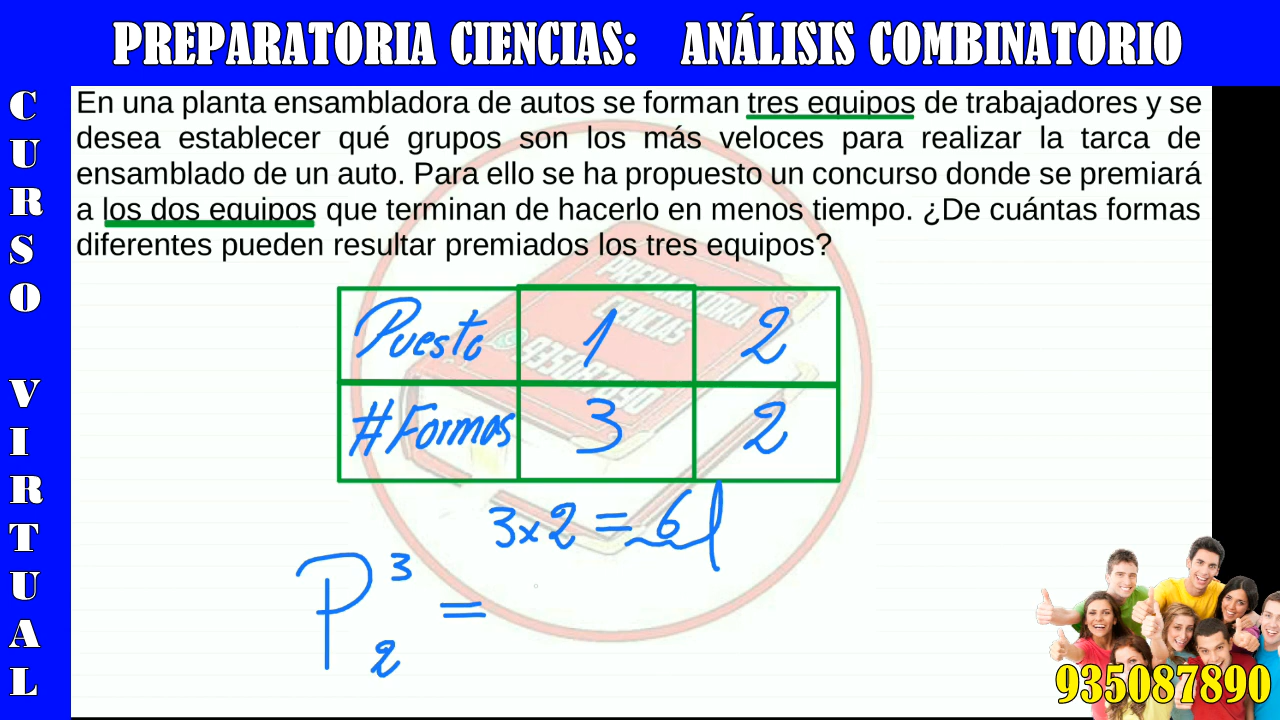 PREPARATORIA CIENCIAS: ANÁLISIS COMBINATORIO
CURSO VIRTUAL
En una planta ensambladora de autos se forman tres equipos de trabajadores y se
desea establecer qué grupos son los más veloces para realizar la tarca de
ensamblado de un auto. Para ello se ha propuesto un concurso donde se premiará
a los dos equipos que terminan de hacerlo en menos tiempo. ¿De cuántas formas
diferentes pueden resultar premiados los tres equipos?
PREPARATORIA
CIENCIAS
935087890
Puesto 1 2
#Formas 3 2
3x2 = 6
P 3 2 =
935087890